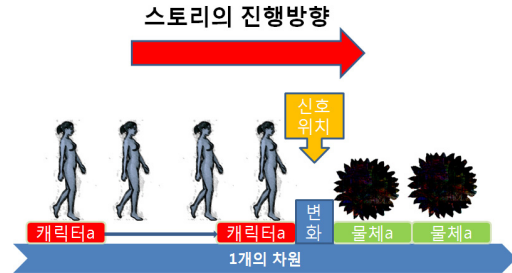 스토리의 진행방향
신호
위치
캐릭터a
캐릭터a
변
화
물체a
물체a
1개의 차원